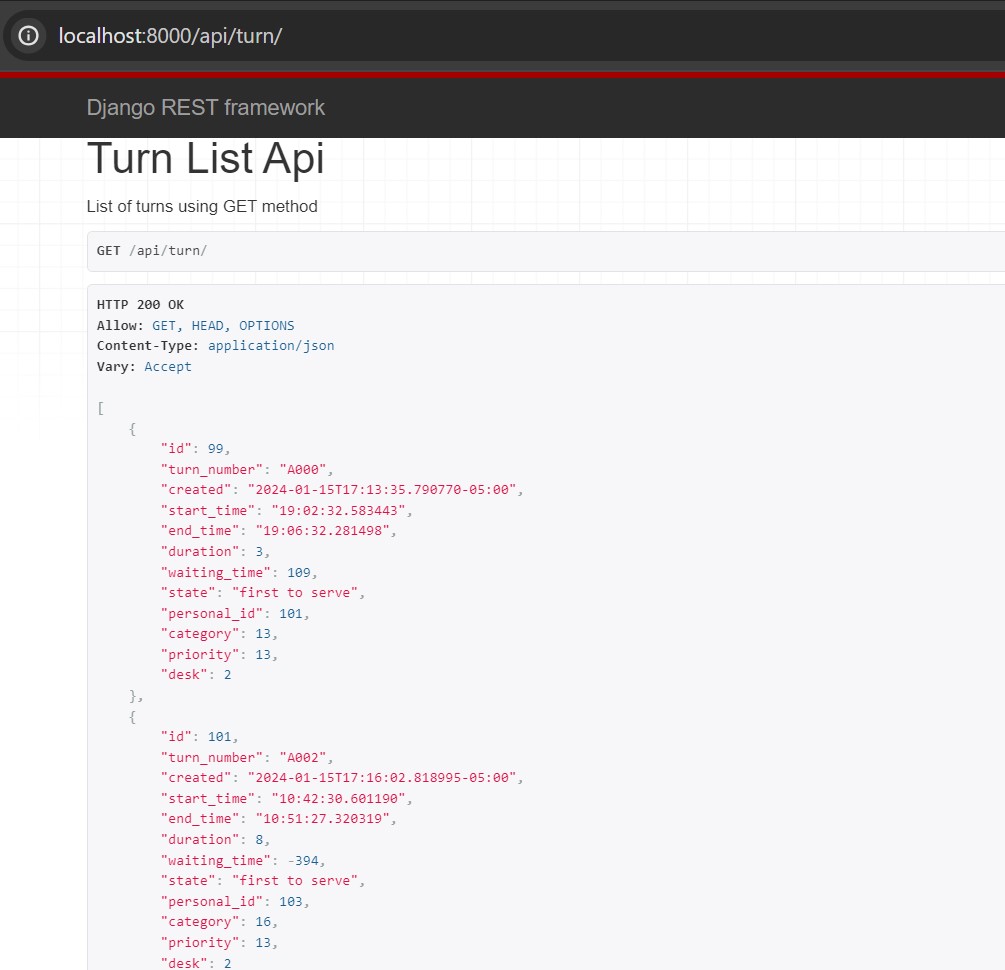 localhost:8000/api/turn/
Django REST framework
Turn List Api
List of turns using GET method
GET /api/turn/
HTTP 200 OK
Allow: GET, HEAD, OPTIONS
Content-Type: application/json
Vary: Accept
[
{
"id": 99,
"turn_number": "A000",
"created": "2024-01-15T17:13:35.790770-05:00",
"start_time": "19:02:32.583443",
"end_time": "19:06:32.281498",
"duration": 3,
"waiting_time": 109,
"state": "first to serve",
"personal_id": 101,
"category": 13,
"priority": 13,
"desk": 2
},
{
"id": 101,
"turn_number": "A002",
"created": "2024-01-15T17:16:02.818995-05:00",
"start_time": "10:42:30.601190",
"end_time": "10:51:27.320319",
"duration": 8,
"waiting_time": -394,
"state": "first to serve",
"personal_id": 103,
"category": 16,
"priority": 13,
"desk": 2